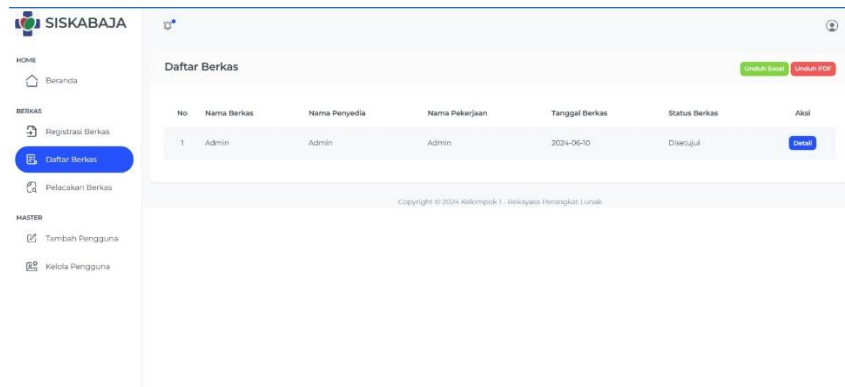 SISKABAJA
HOME
Beranda
BERKAS
Registrasi Berkas
Daftar Berkas
Pelacakan Berkas
MASTER
Tambah Pengguna
Kelola Pengguna
Daftar Berkas
Unduh Excel Unduh PDF
No Nama Berkas Nama Penyedia Nama Pekerjaan Tanggal Berkas Status Berkas Aksi
1 Admin Admin Admin 2024-06-10 Disetujui Detail
Copyright © 2024 Kelompok 1 - Rekayasa Perangkat Lunak